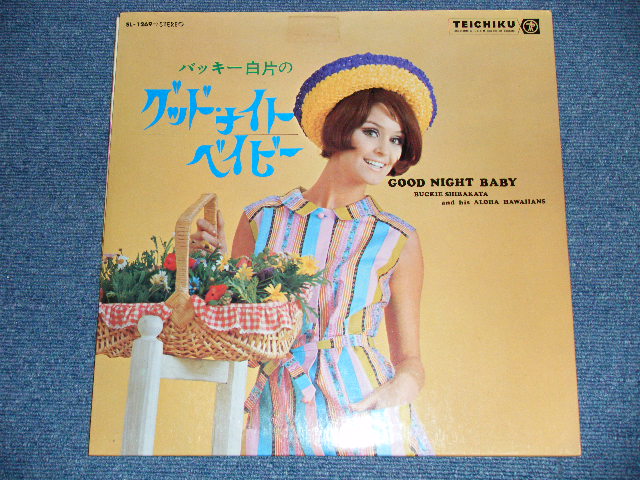 SL-1269 STEREO
TEICHIKU
バッキー白片の
グッド・ナイト
ベイビー
GOOD NIGHT BABY
BUCKIE SHIRAKATA
and his ALOHA HAWAIIANS